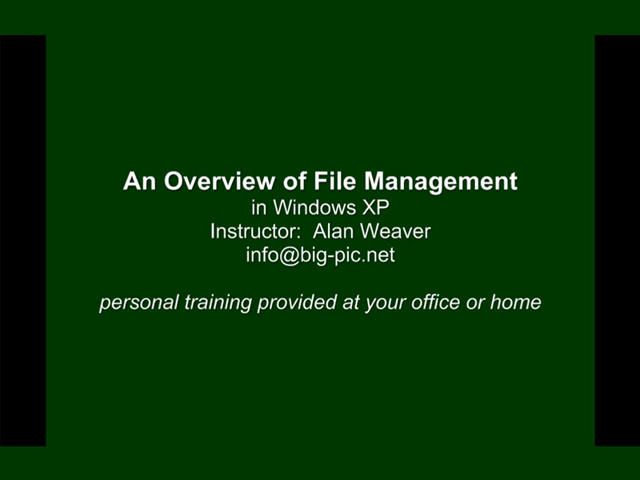 An Overview of File Management
in Windows XP
Instructor:  Alan Weaver
info@big-pic.net
personal training provided at your office or home